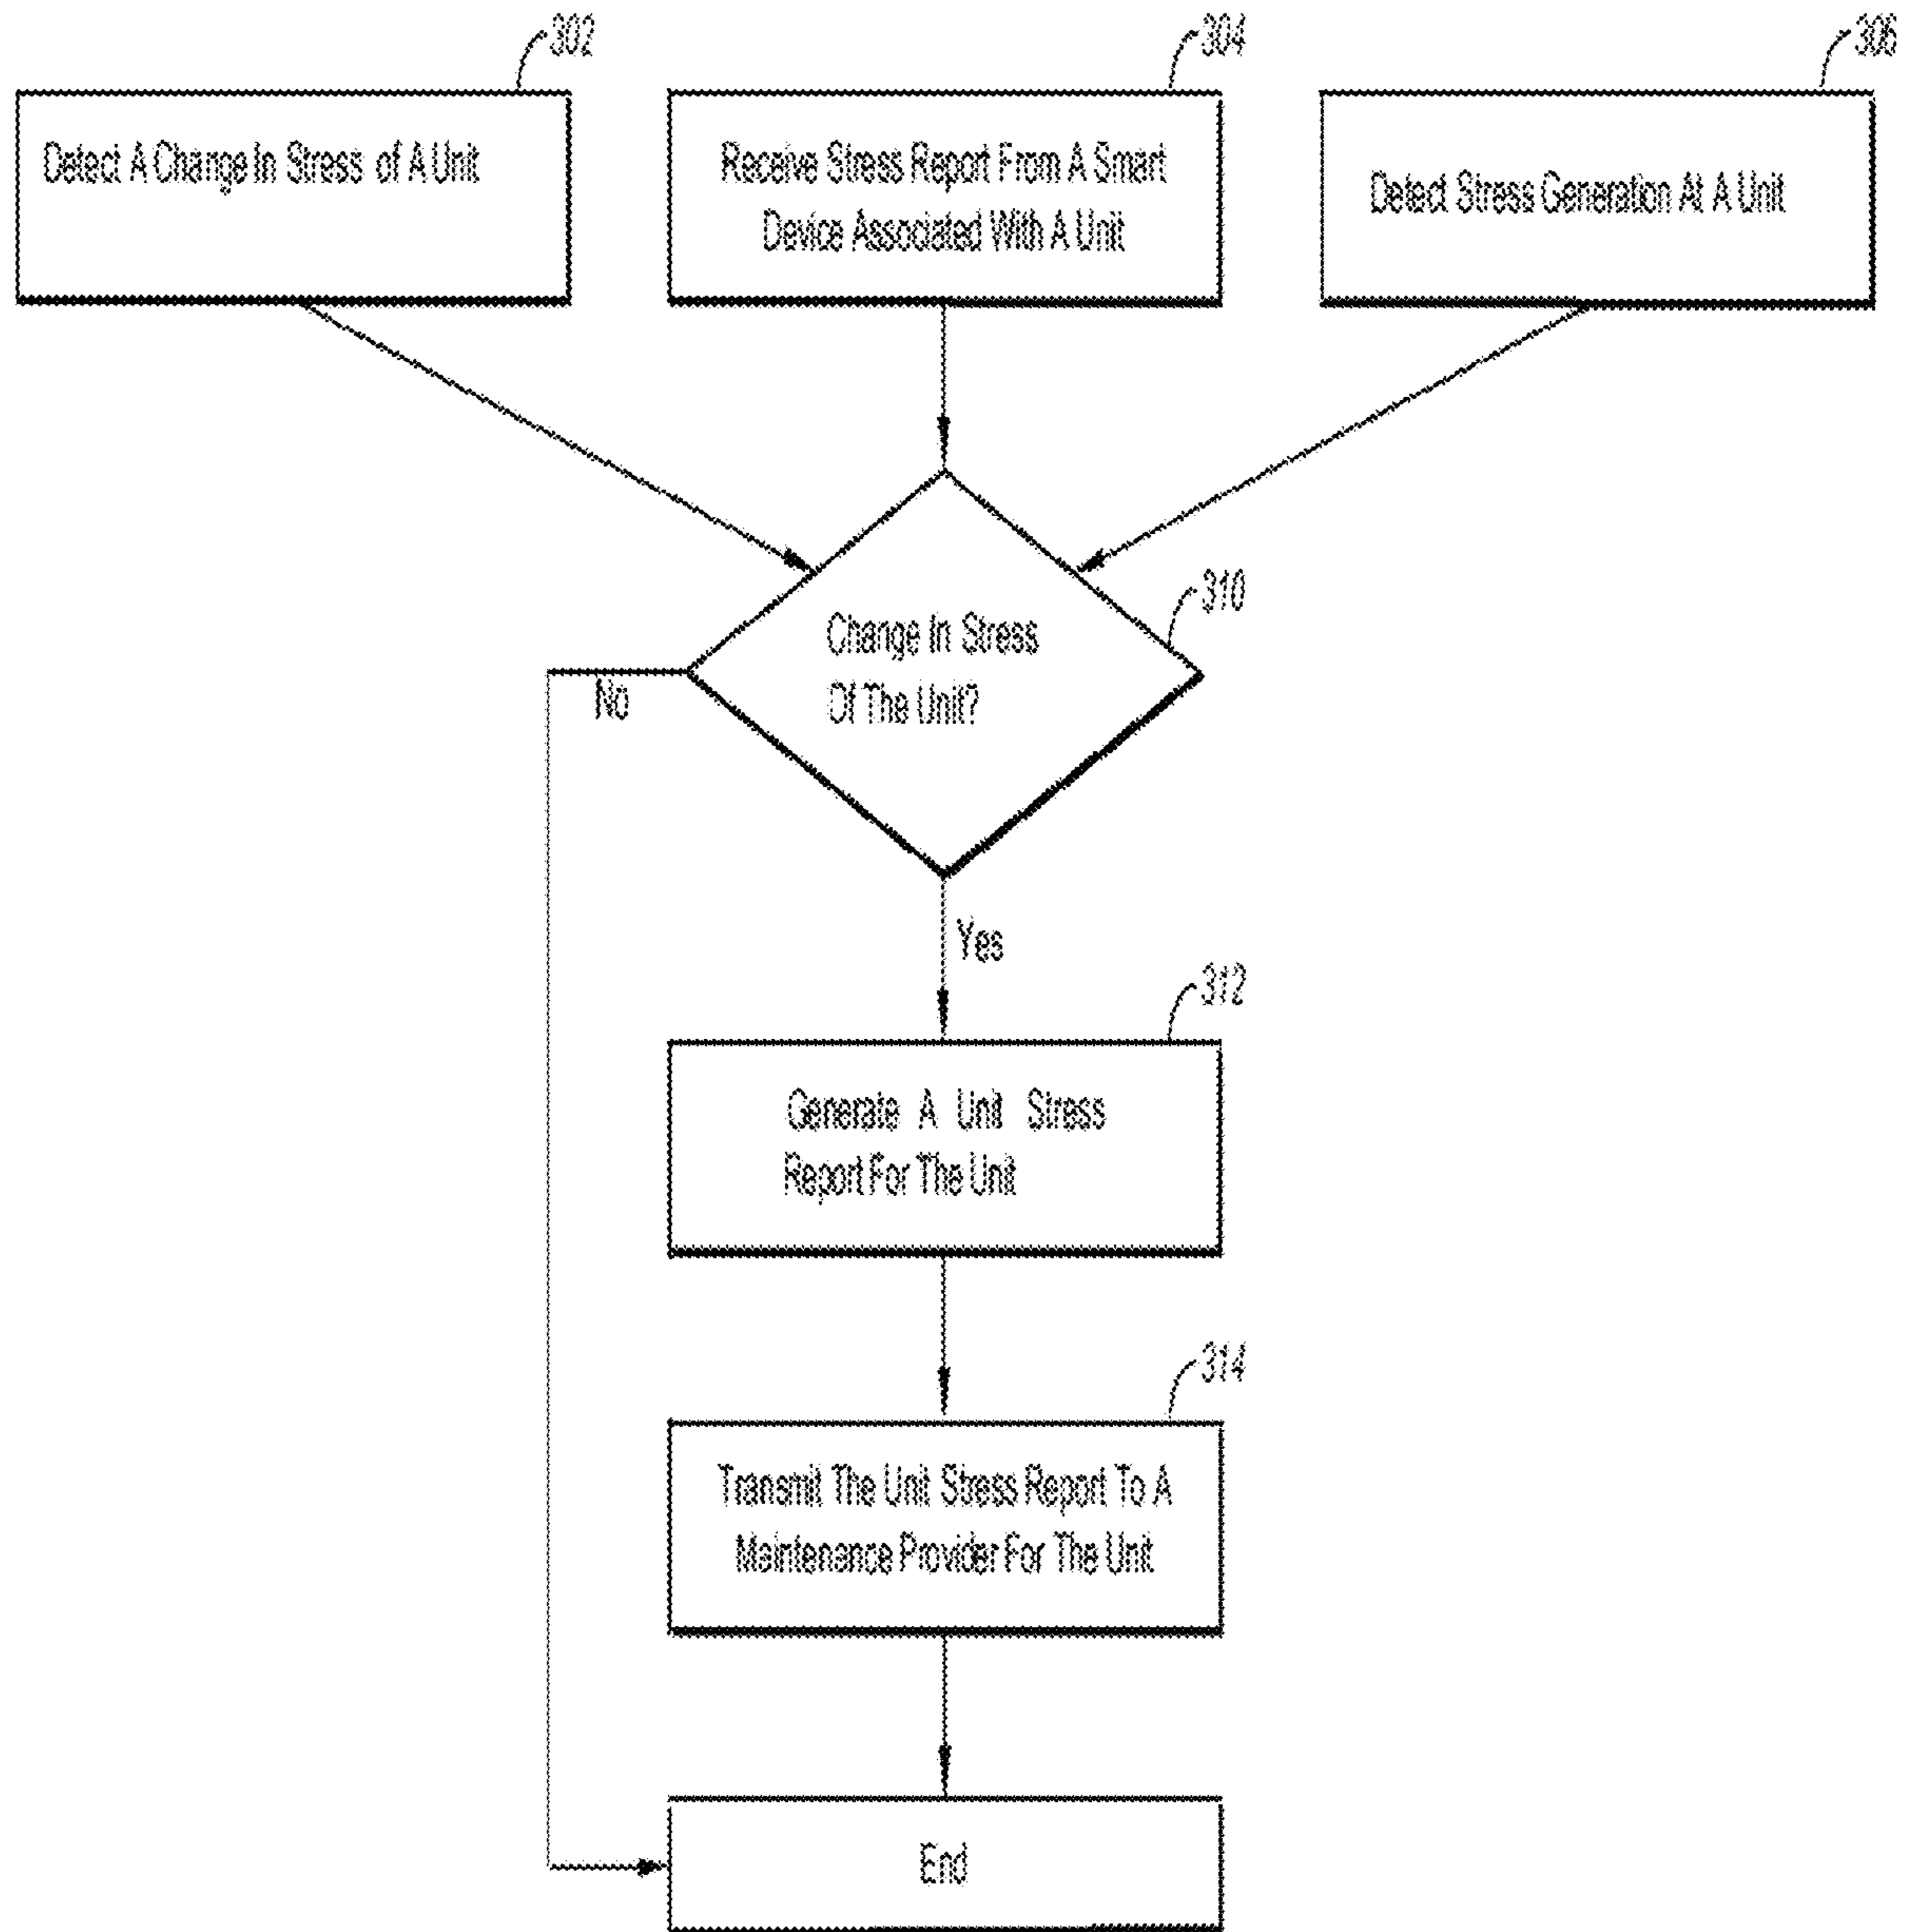 302
304
306
Detect A Change In Stress of A Unit
Receive Stress Report From A Smart
Device Associated With A Unit
Detect Stress Generation At A Unit
310
Change In Stress
Of The Unit?
No
Yes
312
Generate A Unit Stress
Report For The Unit
314
Transmit The Unit Stress Report To A
Maintenance Provider For The Unit
End